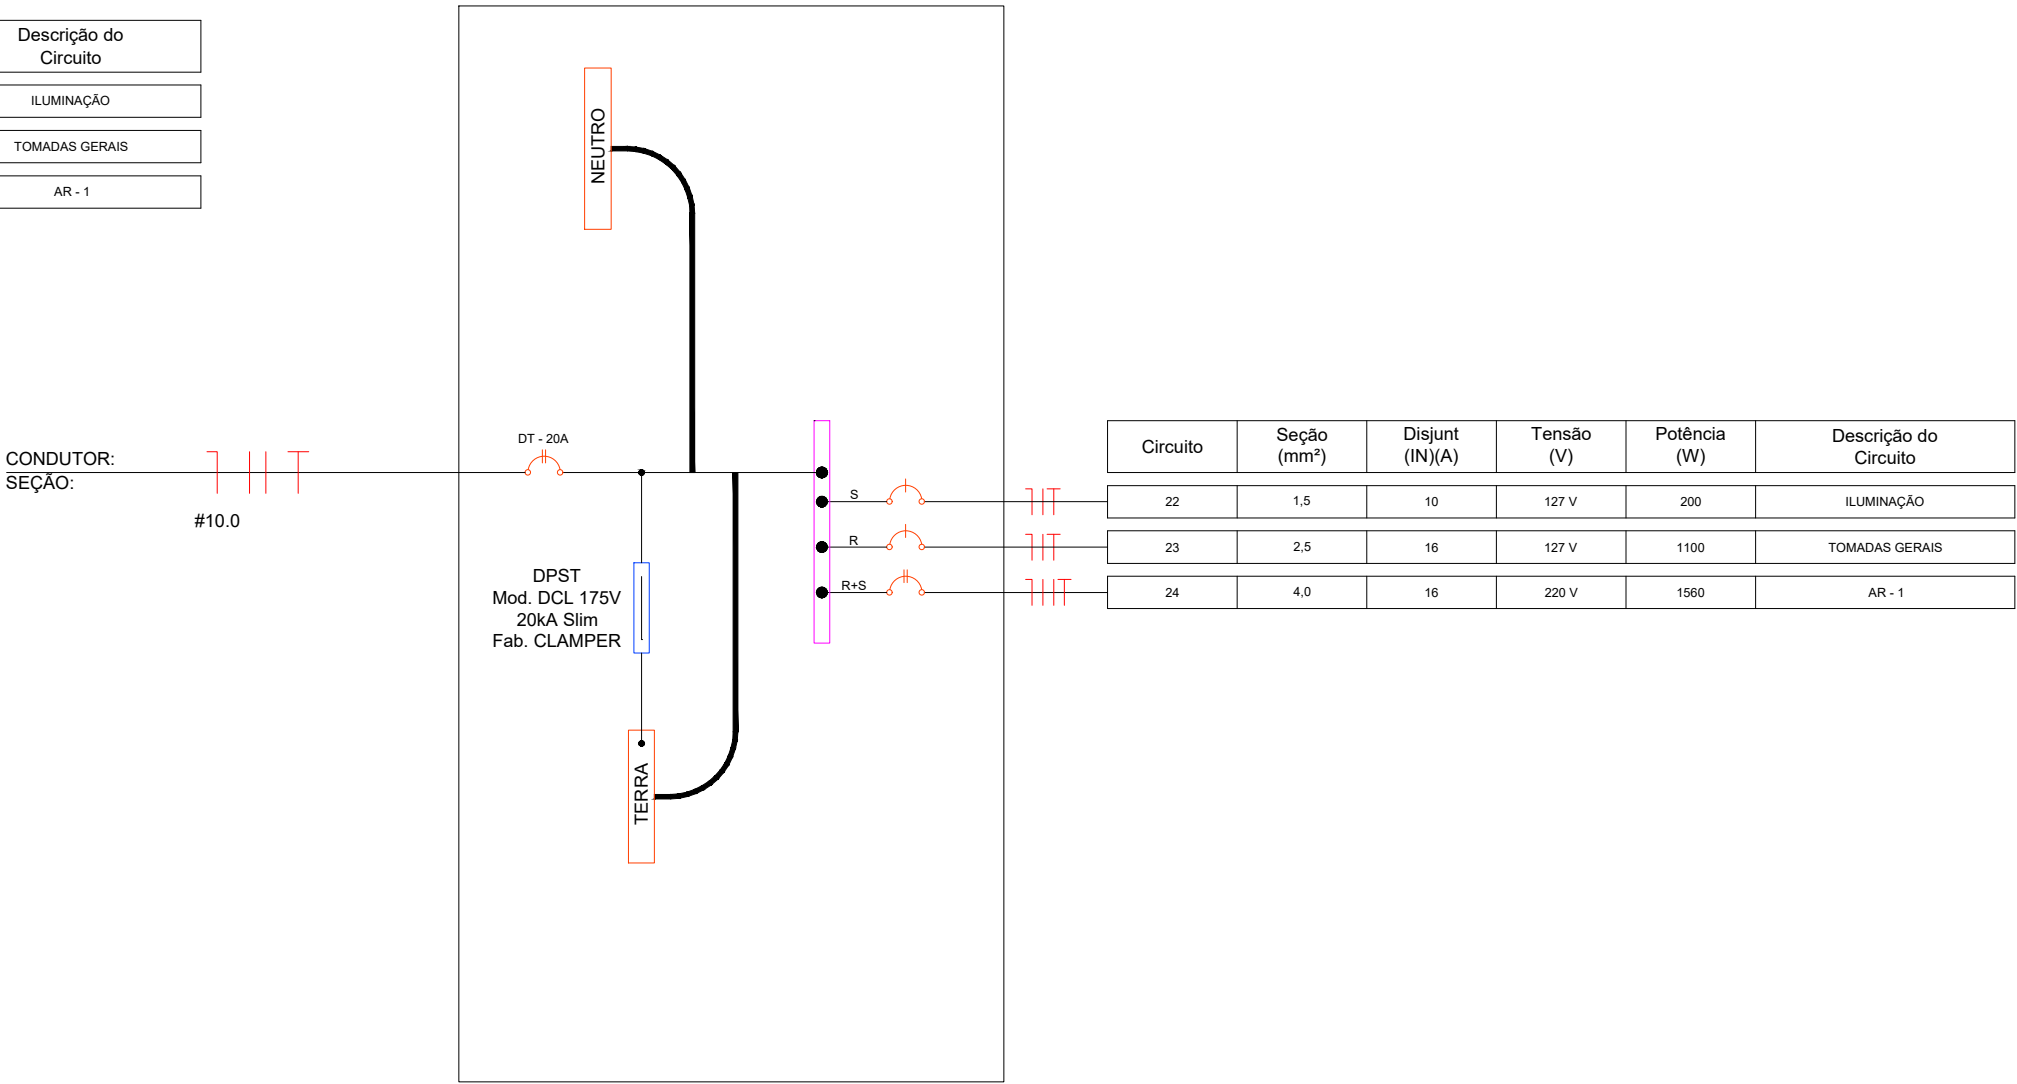 Descrição do
Circuito
ILUMINAÇÃO
TOMADAS GERAIS
AR - 1
NEUTRO
DT - 20A
CONDUTOR:
SEÇÃO:
#10.0
DPST
Mod. DCL 175V
20kA Slim
Fab. CLAMPER
TERRA
S
R
R+S
Circuito Seção (mm²) Disjunt (IN)(A) Tensão (V) Potência (W) Descrição do Circuito
22 1,5 10 127 V 200 ILUMINAÇÃO
23 2,5 16 127 V 1100 TOMADAS GERAIS
24 4,0 16 220 V 1560 AR - 1